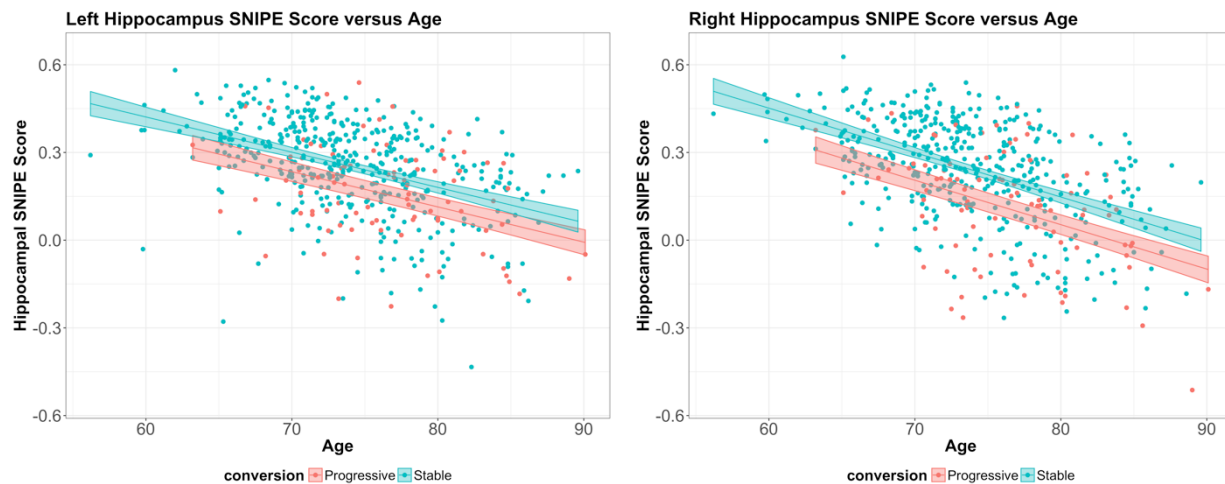 Left Hippocampus SNIPE Score versus Age
Hippocampal SNIPE Score
0.6
0.3
0.0
-0.3
-0.6
60 70 80 90
Age
conversion Progressive Stable
Right Hippocampus SNIPE Score versus Age
Hippocampal SNIPE Score
0.6
0.3
0.0
-0.3
-0.6
60 70 80 90
Age
conversion Progressive Stable